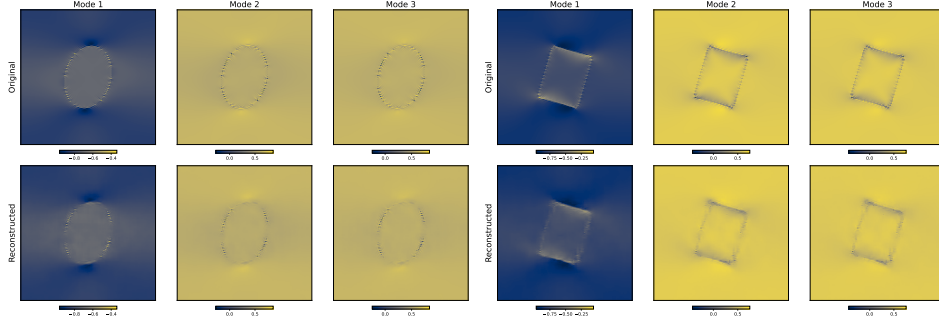 Mode 1 Mode 2 Mode 3 Mode 1 Mode 2 Mode 3
Original Original
−0.8 −0.6 −0.4 0.0 0.5 0.0 0.5 −0.75 −0.50 −0.25 0.0 0.5 0.0 0.5
Reconstructed Reconstructed
−0.8 −0.6 −0.4 0.0 0.5 0.0 0.5 −0.75 −0.50 −0.25 0.0 0.5 0.0 0.5